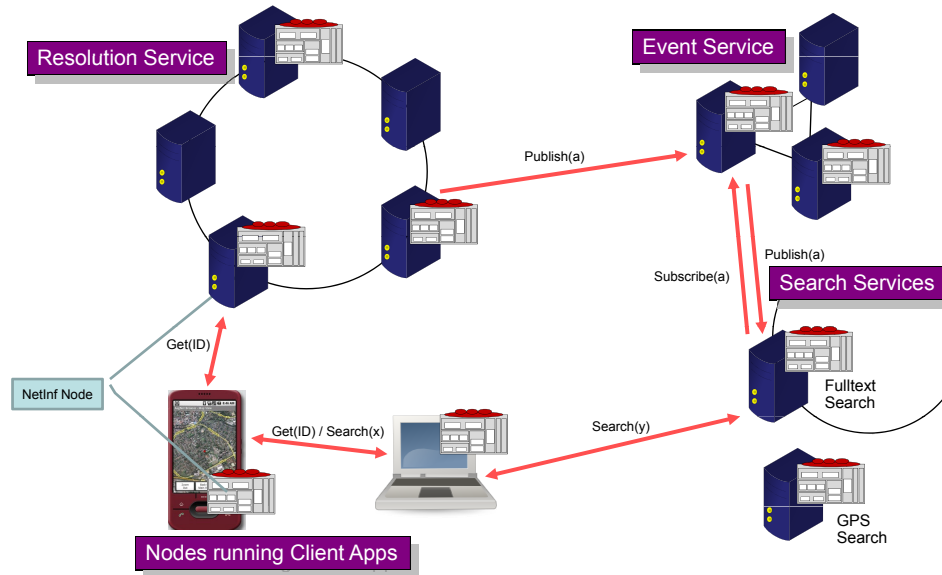 Resolution Service
Event Service
Publish(a)
Publish(a)
Subscribe(a)
Search Services
Get(ID)
Fulltext
Search
NetInf Node
Get(ID) / Search(x)
Search(y)
GPS
Search
Nodes running Client Apps